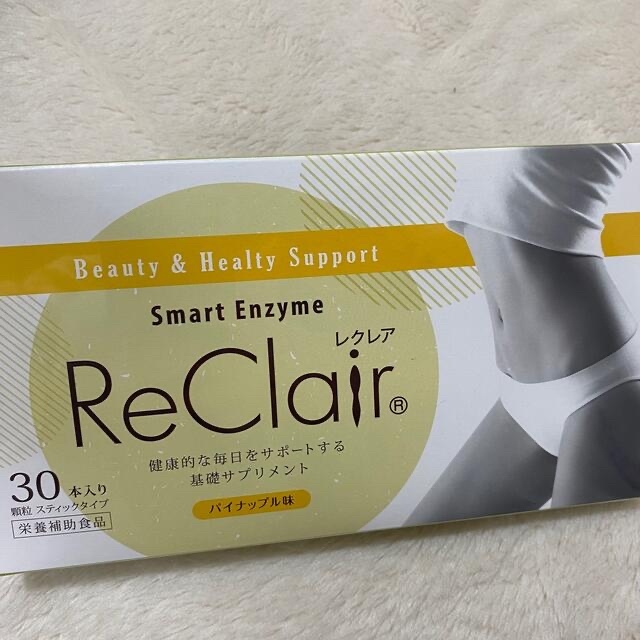 Beauty & Healty Support
Smart Enzyme
レクレア
ReClair®
健康的な毎日をサポートする
基礎サプリメント
30本入り
顆粒 スティックタイプ
栄養補助食品
パイナップル味